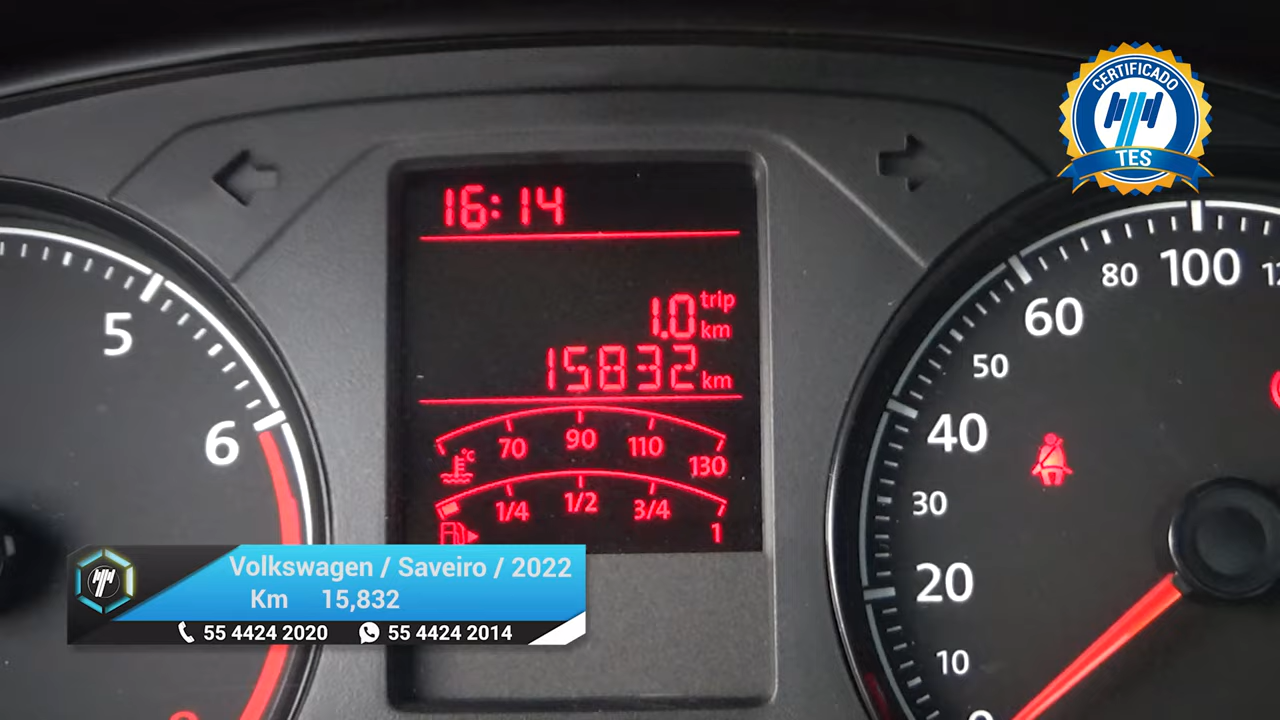 CERTIFICADO
TES
16:14
1.0 trip km
15832 km
70 90 110 130
°C
1/4 1/2 3/4 1
5
6
10
20
30
40
50
60
80
100
Volkswagen / Saveiro / 2022
Km 15,832
55 4424 2020 55 4424 2014